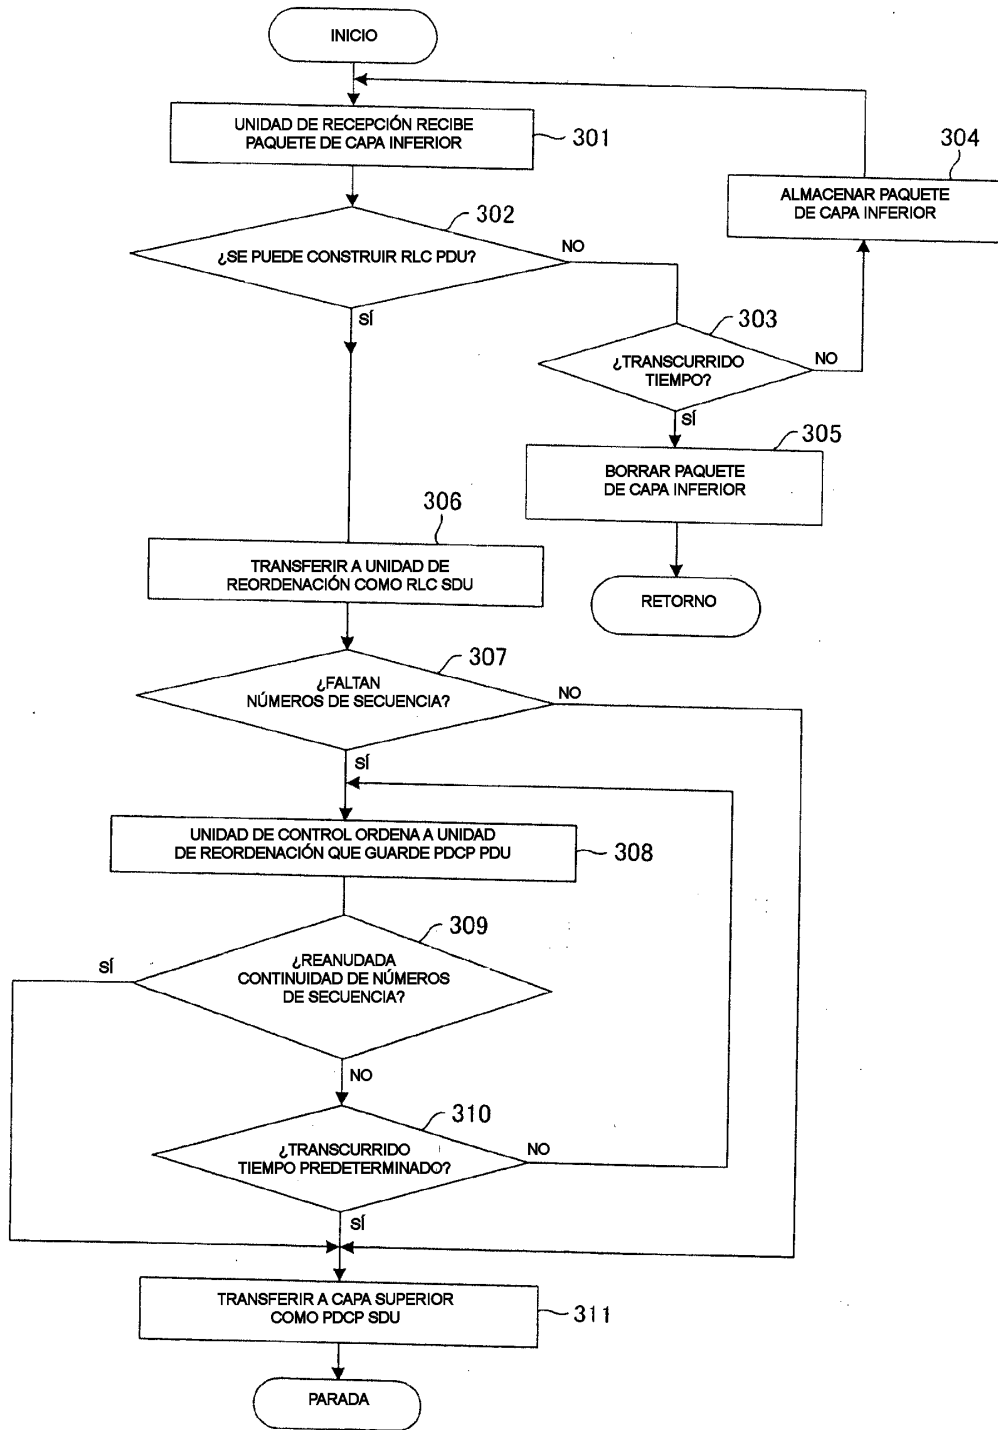 INICIO
UNIDAD DE RECEPCIÓN RECIBE
PAQUETE DE CAPA INFERIOR
301
304
ALMACENAR PAQUETE
DE CAPA INFERIOR
302
¿SE PUEDE CONSTRUIR RLC PDU?
NO
SÍ
303
¿TRANSCURRIDO
TIEMPO?
NO
SÍ
305
BORRAR PAQUETE
DE CAPA INFERIOR
RETORNO
306
TRANSFERIR A UNIDAD DE
REORDENACIÓN COMO RLC SDU
307
¿FALTAN
NÚMEROS DE SECUENCIA?
NO
SÍ
UNIDAD DE CONTROL ORDENA A UNIDAD
DE REORDENACIÓN QUE GUARDE PDCP PDU
308
309
¿REANUDADA
CONTINUIDAD DE NÚMEROS
DE SECUENCIA?
SÍ
NO
310
¿TRANSCURRIDO
TIEMPO PREDETERMINADO?
NO
SÍ
TRANSFERIR A CAPA SUPERIOR
COMO PDCP SDU
311
PARADA